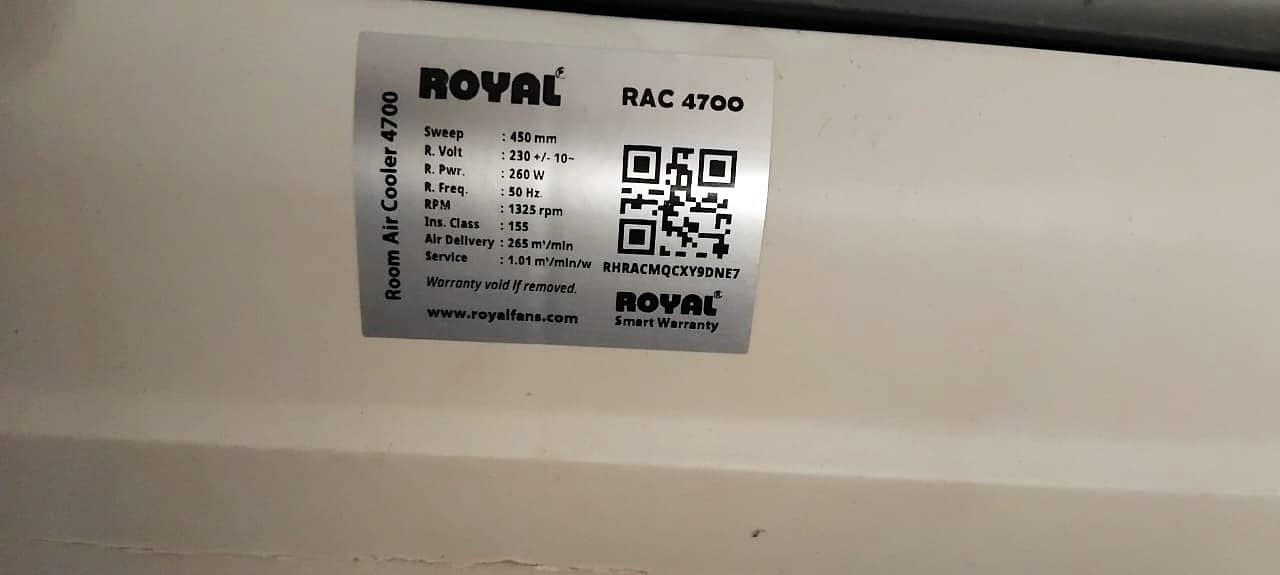 ROYAL®
RAC 4700
Room Air Cooler 4700
Sweep : 450 mm
R. Volt : 230 +/- 10~
R. Pwr. : 260 W
R. Freq. : 50 Hz.
RPM : 1325 rpm
Ins. Class : 155
Air Delivery : 265 m³/min
Service : 1.01 m³/min/w
RHRACMQCXY9DNE7
Warranty void if removed.
www.royalfans.com
ROYAL®
Smart Warranty